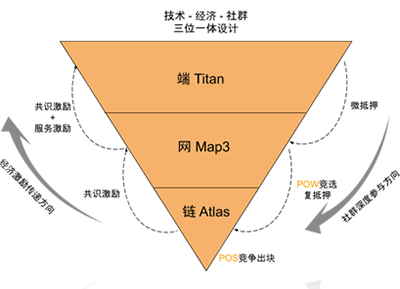 技术 - 经济 - 社群
三位一体设计
端 Titan
共识激励
+
服务激励
微抵押
网 Map3
共识激励
POW竞选
复抵押
链 Atlas
POS竞争出块
经济激励传递方向
社群深度参与方向